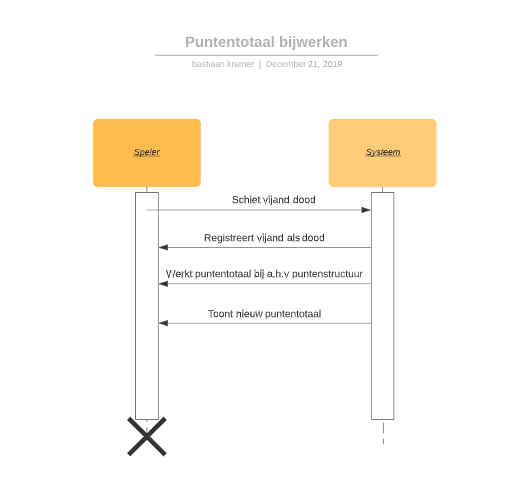 Puntentotaal bijwerken
bastiaan kramer | December 21, 2019
Speler
Systeem
Schiet vijand dood
Registreert vijand als dood
Werkt puntentotaal bij a.h.v puntenstructuur
Toont nieuw puntentotaal